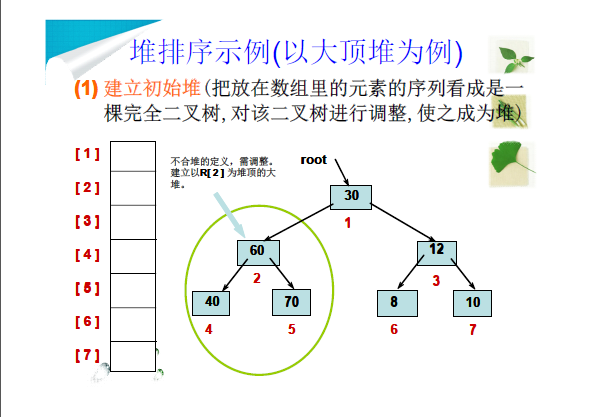 堆排序示例(以大顶堆为例)
(1) 建立初始堆(把放在数组里的元素的序列看成是一
棵完全二叉树,对该二叉树进行调整,使之成为堆)
[ 1 ]
[ 2 ]
[ 3 ]
[ 4 ]
[ 5 ]
[ 6 ]
[ 7 ]
不合堆的定义，需调整。
建立以R[ 2 ] 为堆顶的大
堆。
root
30
1
60
12
2
3
40
70
8
10
4
5
6
7